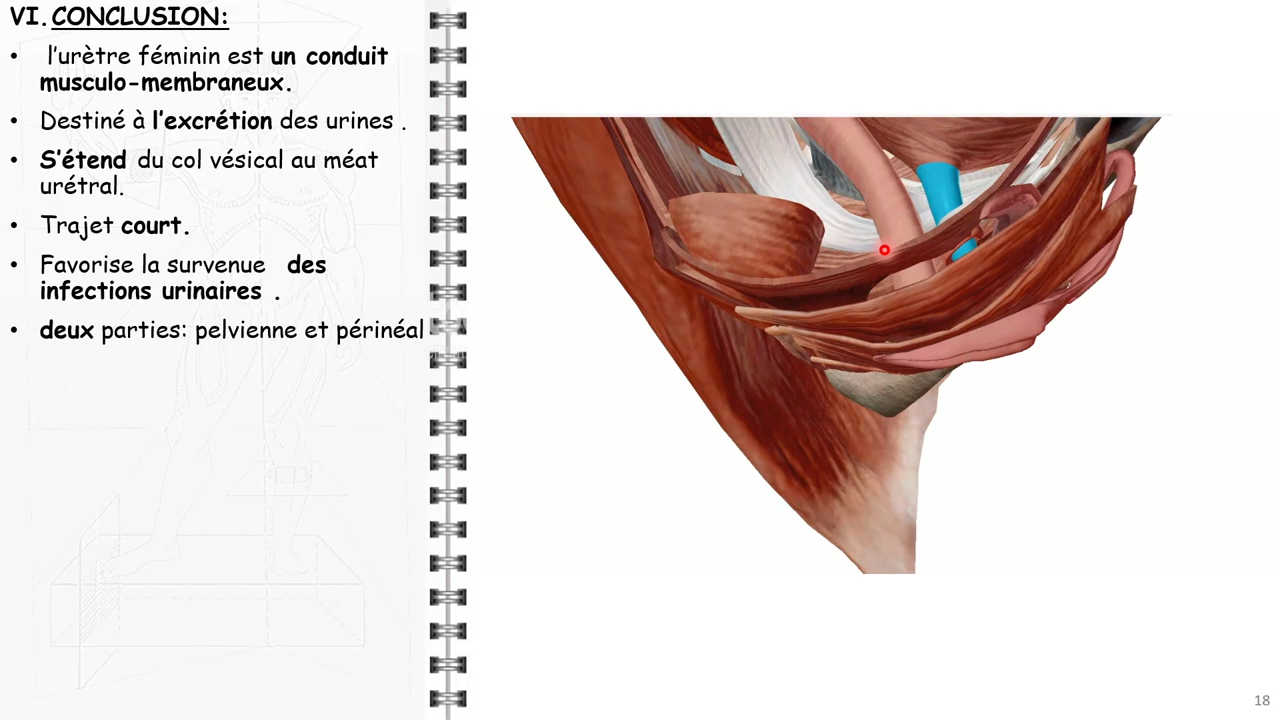 VI. CONCLUSION:
• l'urètre féminin est un conduit
musculo-membraneux.
• Destiné à l'excrétion des urines .
• S'étend du col vésical au méat
urétral.
• Trajet court.
• Favorise la survenue des
infections urinaires .
• deux parties: pelvienne et périnéal
18